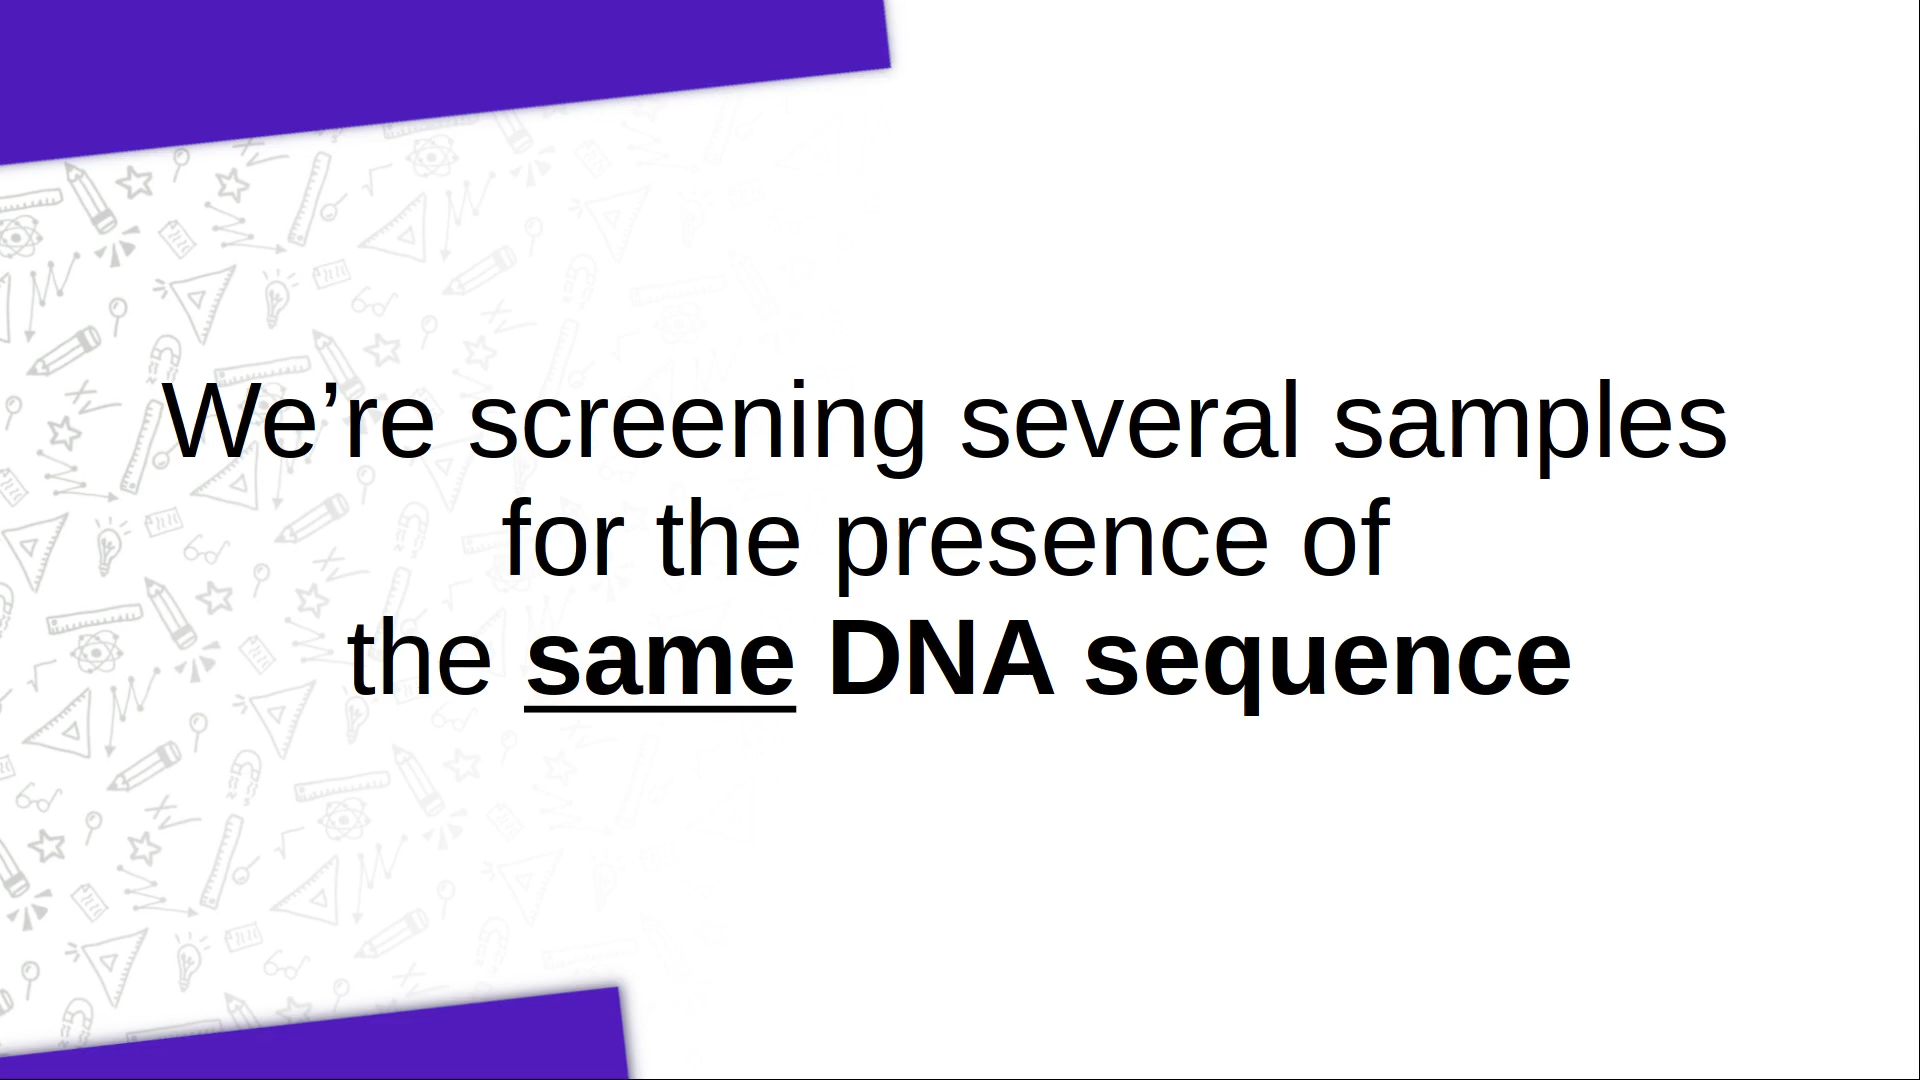 We’re screening several samples
for the presence of
the same DNA sequence